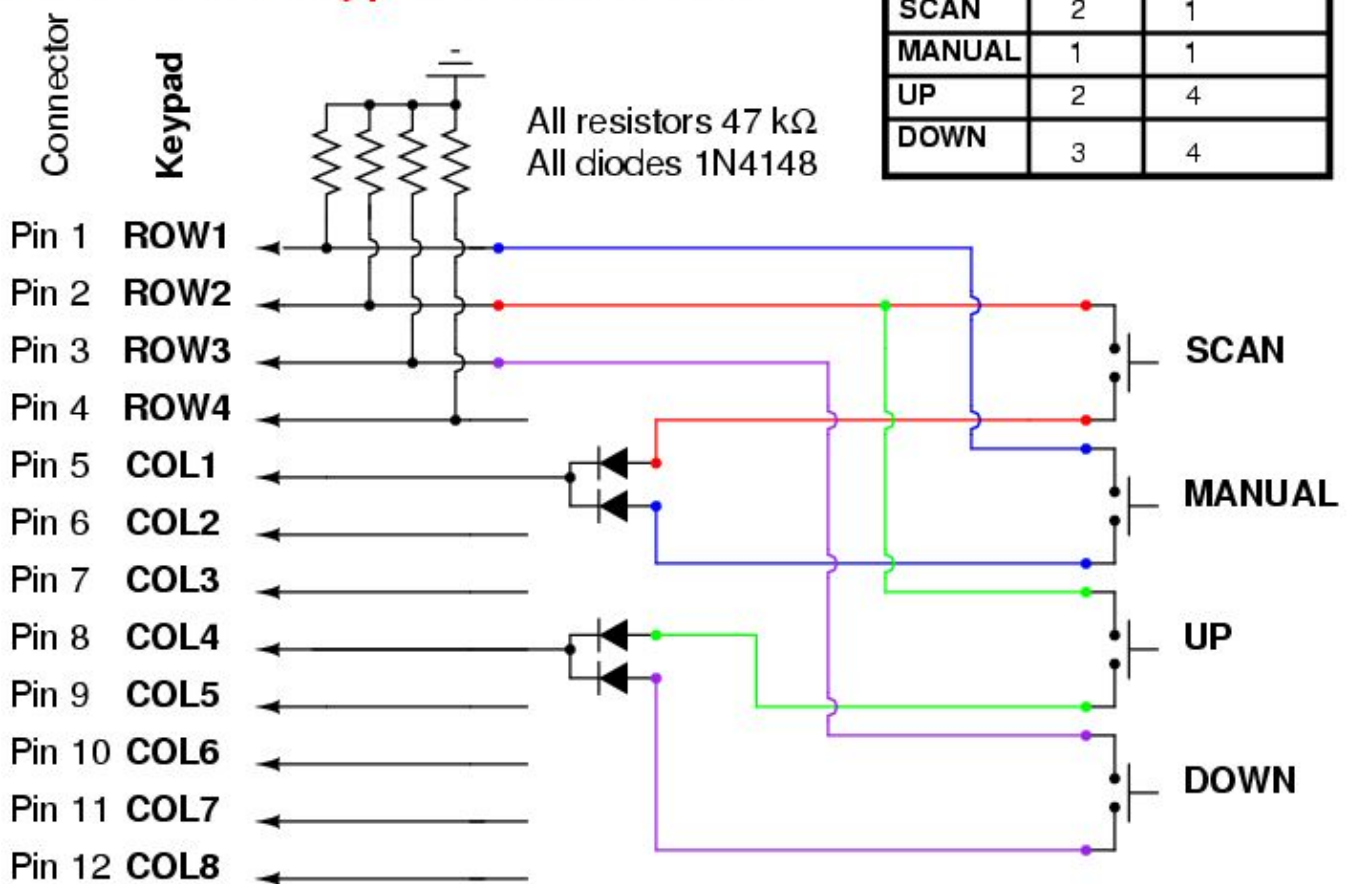 Connector
Keypad
All resistors 47 kΩ
All diodes 1N4148
SCAN 2 1
MANUAL 1 1
UP 2 4
DOWN 3 4
Pin 1 ROW1
Pin 2 ROW2
Pin 3 ROW3
Pin 4 ROW4
Pin 5 COL1
Pin 6 COL2
Pin 7 COL3
Pin 8 COL4
Pin 9 COL5
Pin 10 COL6
Pin 11 COL7
Pin 12 COL8
SCAN
MANUAL
UP
DOWN